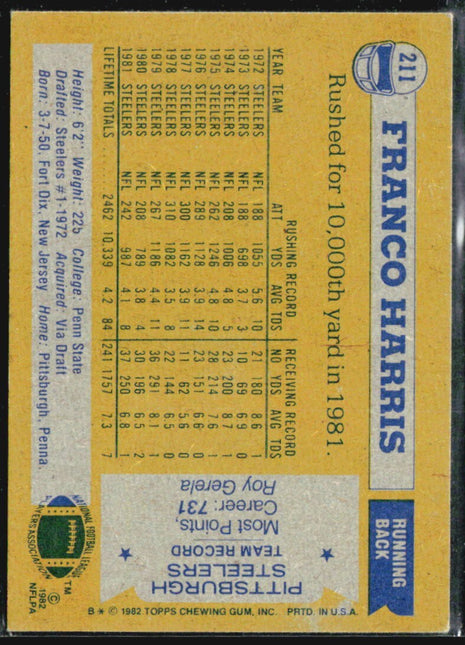 211
FRANCO HARRIS
RUNNING
BACK
Rushed for 10,000th yard in 1981.
RUSHING RECORD RECEIVING RECORD
YEAR TEAM ATT YDS AVG TDS NO YDS AVG TDS
1972 STEELERS NFL 188 1055 5.6 10 21 180 8.6 1
1973 STEELERS NFL 188 698 3.7 3 10 69 6.9 0
1974 STEELERS NFL 208 1006 4.8 5 23 200 8.7 1
1975 STEELERS NFL 262 1246 4.8 10 28 214 7.6 1
1976 STEELERS NFL 289 1128 3.9 14 23 151 6.6 0
1977 STEELERS NFL 300 1162 3.9 11 11 62 5.6 0
1978 STEELERS NFL 310 1082 3.5 8 22 144 6.5 0
1979 STEELERS NFL 267 1186 4.4 11 36 291 8.1 1
1980 STEELERS NFL 208 789 3.8 4 30 196 6.5 2
1981 STEELERS NFL 242 987 4.1 8 37 250 6.8 1
LIFETIME TOTALS 2462 10,339 4.2 84 241 1757 7.3 7
Height: 6'2" Weight: 225 College: Penn State
Drafted: Steelers #1-1972 Acquired: Via Draft
Born: 3-7-50, Fort Dix, New Jersey Home: Pittsburgh, Penna.
PITTSBURGH
STEELERS
TEAM RECORD
Most Points,
Career: 731
Roy Gerela
NATIONAL FOOTBALL LEAGUE
PLAYERS ASSOCIATION
TM
©
1982
NFLPA
B * © 1982 TOPPS CHEWING GUM, INC. PRTD. IN U.S.A.